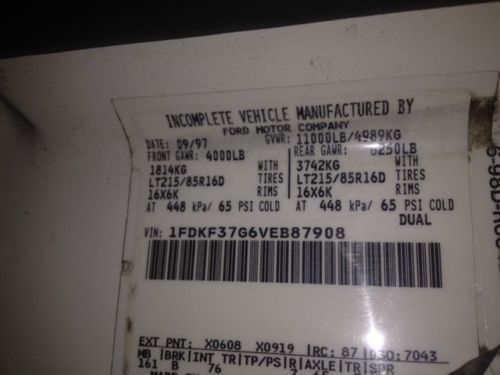 INCOMPLETE VEHICLE MANUFACTURED BY
FORD MOTOR COMPANY
DATE: 09/97 GVWR: 11000LB/4989KG
FRONT GAWR: 4000LB REAR GAWR: 8250LB
1814KG WITH 3742KG WITH
LT215/85R16D TIRES LT215/85R16D TIRES
16X6K RIMS 16X6K RIMS
AT 448 kPa/ 65 PSI COLD AT 448 kPa/ 65 PSI COLD
DUAL
VIN: 1FDKF37G6VEB87908
EXT PNT: X0608 X0919 RC: 87 DSO: 7043
WB |BRK|INT TR|TP/PS|R|AXLE|TR|SPR
161 B 76